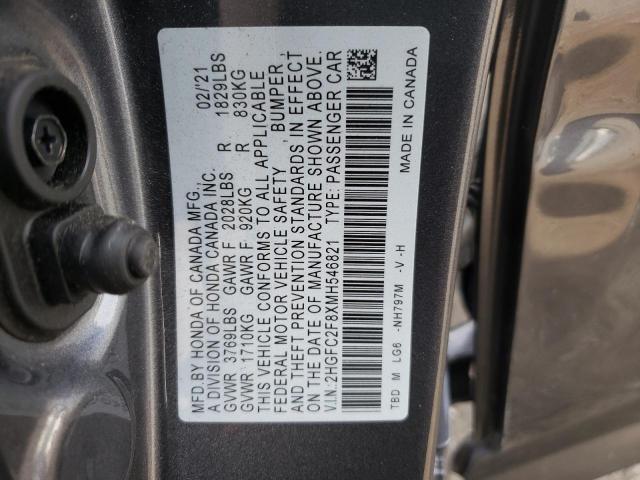 MFD.BY HONDA OF CANADA MFG., 02/'21
A DIVISION OF HONDA CANADA INC.
GVWR 3769LBS GAWR F 2028LBS R 1829LBS
GVWR 1710KG GAWR F 920KG R 830KG
THIS VEHICLE CONFORMS TO ALL APPLICABLE
FEDERAL MOTOR VEHICLE SAFETY , BUMPER,
AND THEFT PREVENTION STANDARDS IN EFFECT
ON THE DATE OF MANUFACTURE SHOWN ABOVE.
V.I.N.:2HGFC2F8XMH546821 TYPE: PASSENGER CAR
TBD M LG6 -NH797M -V-H MADE IN CANADA